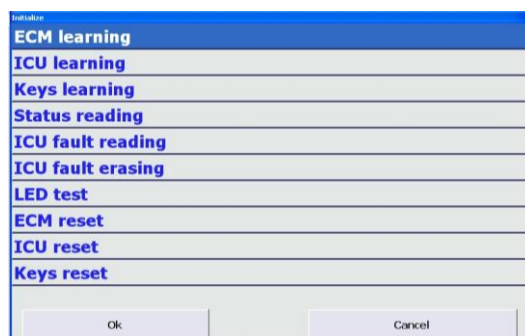 Initialize
ECM learning
ICU learning
Keys learning
Status reading
ICU fault reading
ICU fault erasing
LED test
ECM reset
ICU reset
Keys reset
Ok Cancel